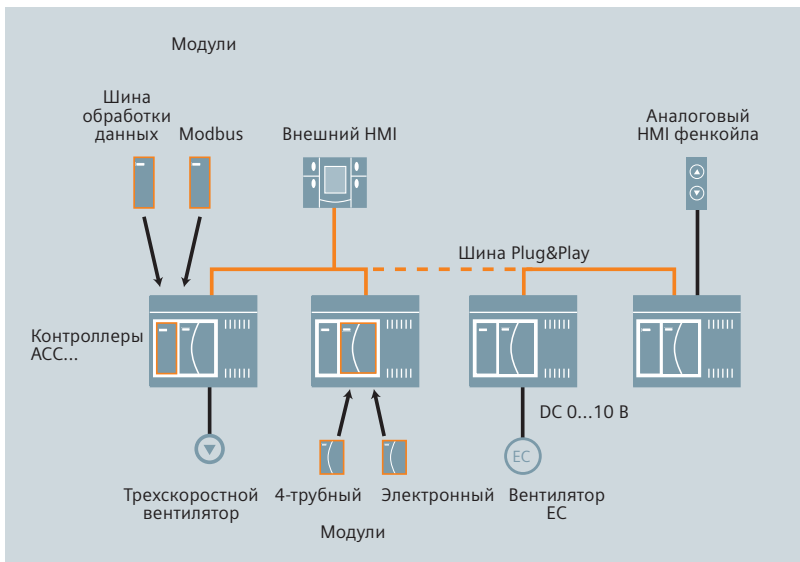 Модули
Шина
обработки
данных
Modbus
Внешний HMI
Аналоговый
HMI фенкойла
Шина Plug&Play
Контроллеры
ACC...
DC 0...10 В
EC
Трехскоростной
вентилятор
4-трубный
Электронный
Вентилятор
EC
Модули